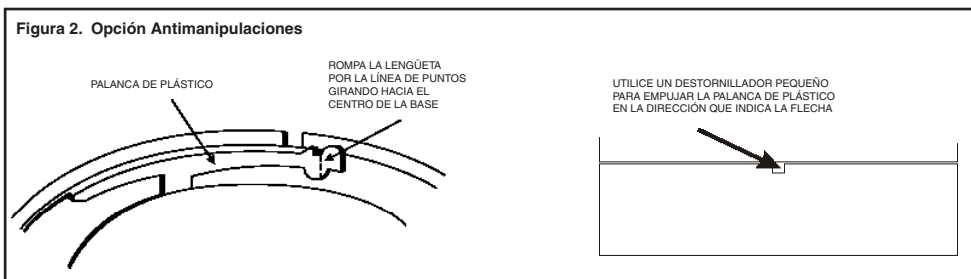 Figura 2.  Opción Antimanipulaciones
PALANCA DE PLÁSTICO
ROMPA LA LENGÜETA
POR LA LÍNEA DE PUNTOS
GIRANDO HACIA EL
CENTRO DE LA BASE
UTILICE UN DESTORNILLADOR PEQUEÑO
PARA EMPUJAR LA PALANCA DE PLÁSTICO
EN LA DIRECCIÓN QUE INDICA LA FLECHA